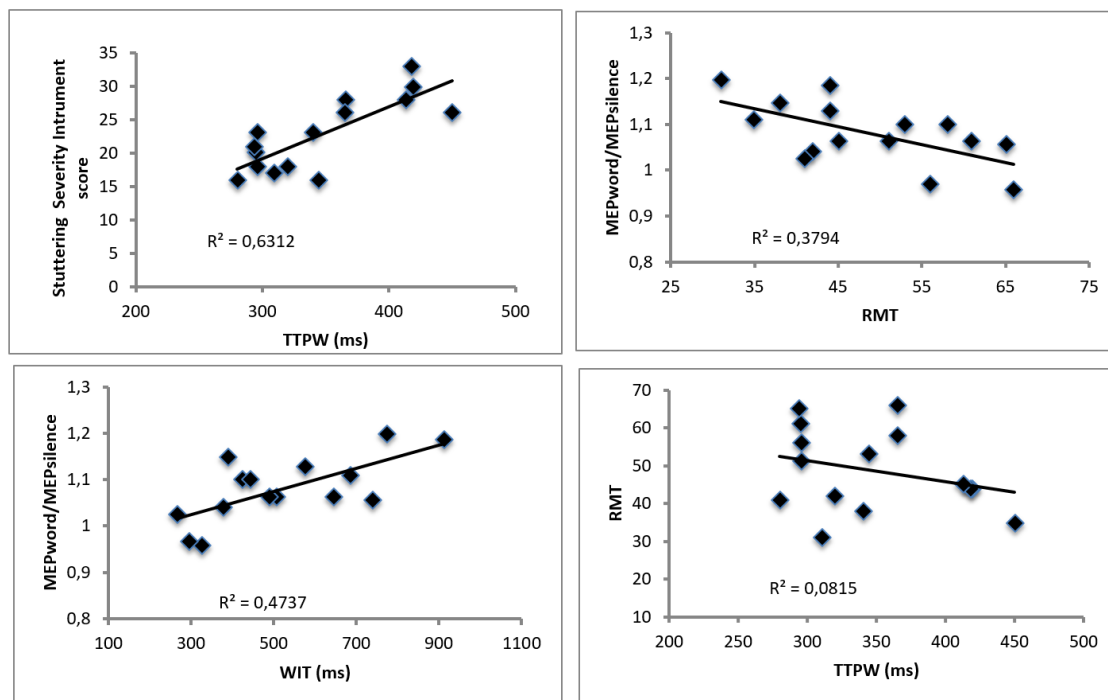 35
30
25
20
15
10
5
0
Stuttering Severity Intrument
score
R² = 0,6312
200 300 400 500
TTPW (ms)
1,3
1,2
1,1
1
0,9
0,8
MEPword/MEPsilence
R² = 0,3794
25 35 45 55 65 75
RMT
1,3
1,2
1,1
1
0,9
0,8
MEPword/MEPsilence
R² = 0,4737
100 300 500 700 900 1100
WIT (ms)
70
60
50
40
30
20
10
RMT
R² = 0,0815
200 250 300 350 400 450 500
TTPW (ms)